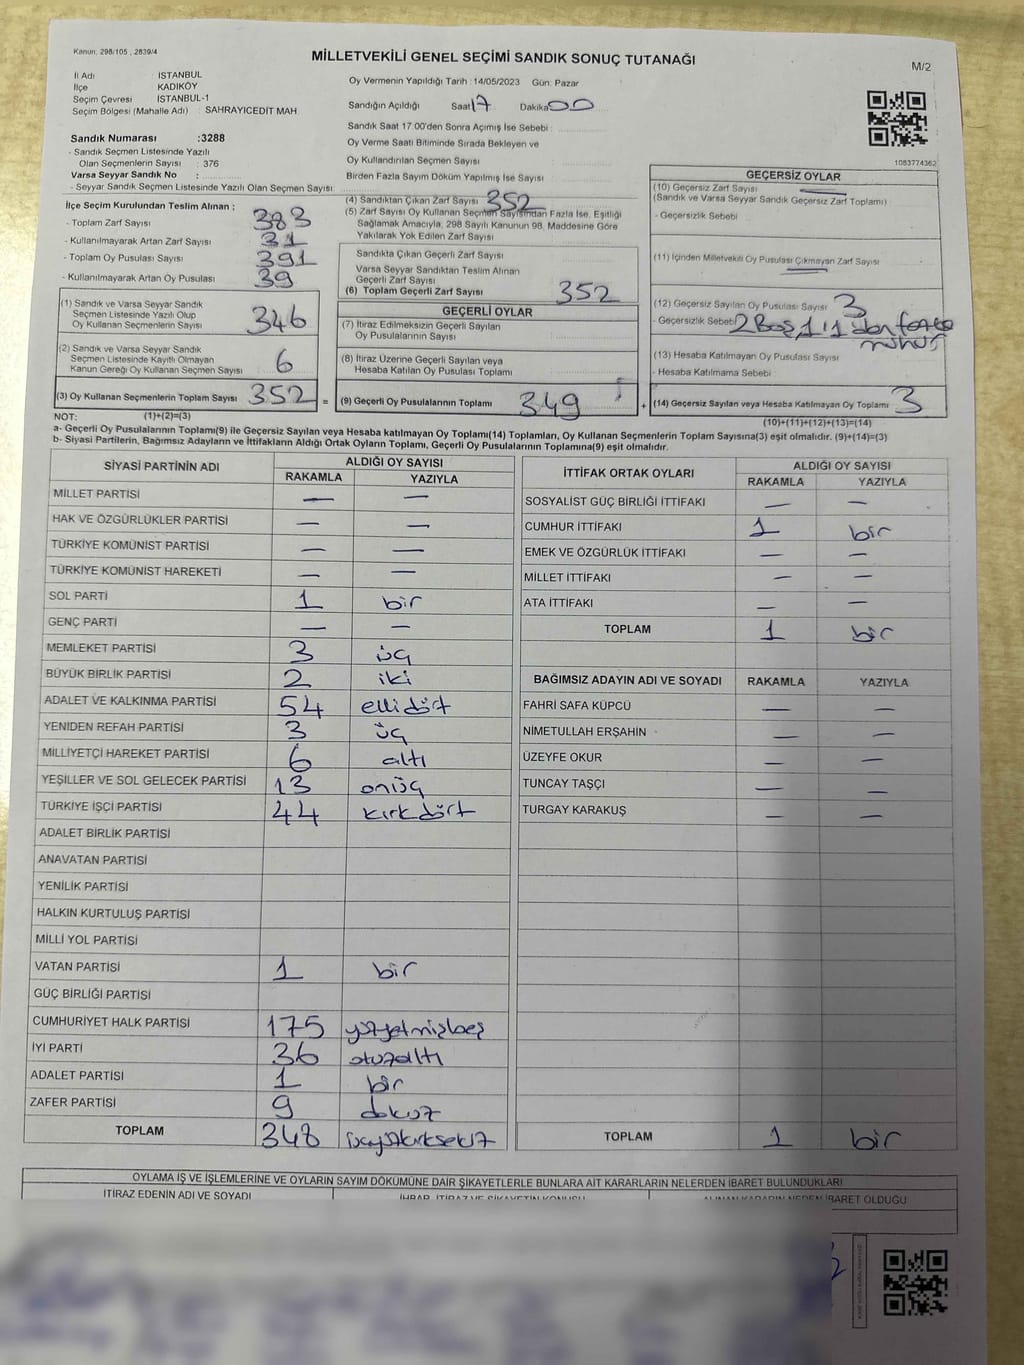 Kanun: 298/105 , 2839/4
MİLLETVEKİLİ GENEL SEÇİMİ SANDIK SONUÇ TUTANAĞI
M/2
İl Adı : İSTANBUL
İlçe KADIKÖY
Seçim Çevresi : İSTANBUL-1
Seçim Bölgesi (Mahalle Adı) : SAHRAYICEDİT MAH
Oy Vermenin Yapıldığı Tarih : 14/05/2023 Gün: Pazar
Sandığın Açıldığı Saat 17 Dakika 00
Sandık Saat 17.00'den Sonra Açımış İse Sebebi :
Oy Verme Saati Bitiminde Sırada Bekleyen ve
Oy Kullandırılan Seçmen Sayısı
Birden Fazla Sayım Döküm Yapılmış İse Sayısı :
1083774362
Sandık Numarası :3288
- Sandık Seçmen Listesinde Yazılı
Olan Seçmenlerin Sayısı : 376
Varsa Seyyar Sandık No :
- Seyyar Sandık Seçmen Listesinde Yazılı Olan Seçmen Sayısı
İlçe Seçim Kurulundan Teslim Alınan ;
- Toplam Zarf Sayısı : 383
- Kullanılmayarak Artan Zarf Sayısı : 31
- Toplam Oy Pusulası Sayısı : 391
- Kullanılmayarak Artan Oy Pusulası : 39
(1) Sandık ve Varsa Seyyar Sandık
Seçmen Listesinde Yazılı Olup
Oy Kullanan Seçmenlerin Sayısı 346
(2) Sandık ve Varsa Seyyar Sandık
Seçmen Listesinde Kayıtlı Olmayan
Kanun Gereği Oy Kullanan Seçmen Sayısı : 6
(3) Oy Kullanan Seçmenlerin Toplam Sayısı 352 =
(4) Sandıktan Çıkan Zarf Sayısı 352
(5) Zarf Sayısı Oy Kullanan Seçmen Sayısından Fazla İse, Eşitliği
Sağlamak Amacıyla, 298 Sayılı Kanunun 98. Maddesine Göre
Yakılarak Yok Edilen Zarf Sayısı
Sandıkta Çıkan Geçerli Zarf Sayısı
Varsa Seyyar Sandıktan Teslim Alınan
Geçerli Zarf Sayısı
(6) Toplam Geçerli Zarf Sayısı 352
GEÇERLİ OYLAR
(7) İtiraz Edilmeksizin Geçerli Sayılan
Oy Pusulalarının Sayısı
(8) İtiraz Üzerine Geçerli Sayılan veya
Hesaba Katılan Oy Pusulası Toplamı
(9) Geçerli Oy Pusulalarının Toplamı 349 +
GEÇERSİZ OYLAR
(10) Geçersiz Zarf Sayısı —
(Sandık ve Varsa Seyyar Sandık Geçersiz Zarf Toplamı)
- Geçersizlik Sebebi
(11) İçinden Milletvekili Oy Pusulası Çıkmayan Zarf Sayısı —
(12) Geçersiz Sayılan Oy Pusulası Sayısı 3
- Geçersizlik Sebebi 2 Boş, 1, 1'den fazla
mühür
(13) Hesaba Katılmayan Oy Pusulası Sayısı
- Hesaba Katılmama Sebebi
(14) Geçersiz Sayılan veya Hesaba Katılmayan Oy Toplamı 3
NOT: (1)+(2)=(3) (10)+(11)+(12)+(13)=(14)
a- Geçerli Oy Pusulalarının Toplamı(9) ile Geçersiz Sayılan veya Hesaba katılmayan Oy Toplamı(14) Toplamları, Oy Kullanan Seçmenlerin Toplam Sayısına(3) eşit olmalıdır. (9)+(14)=(3)
b- Siyasi Partilerin, Bağımsız Adayların ve İttifakların Aldığı Ortak Oyların Toplamı, Geçerli Oy Pusulalarının Toplamına(9) eşit olmalıdır.
SİYASİ PARTİNİN ADI ALDIĞI OY SAYISI
RAKAMLA YAZIYLA
MİLLET PARTİSİ — —
HAK VE ÖZGÜRLÜKLER PARTİSİ — —
TÜRKİYE KOMÜNİST PARTİSİ — —
TÜRKİYE KOMÜNİST HAREKETİ — —
SOL PARTİ 1 bir
GENÇ PARTİ — —
MEMLEKET PARTİSİ 3 üç
BÜYÜK BİRLİK PARTİSİ 2 iki
ADALET VE KALKINMA PARTİSİ 54 ellidört
YENİDEN REFAH PARTİSİ 3 üç
MİLLİYETÇİ HAREKET PARTİSİ 6 altı
YEŞİLLER VE SOL GELECEK PARTİSİ 13 onüç
TÜRKİYE İŞÇİ PARTİSİ 44 kırkdört
ADALET BİRLİK PARTİSİ
ANAVATAN PARTİSİ
YENİLİK PARTİSİ
HALKIN KURTULUŞ PARTİSİ
MİLLİ YOL PARTİSİ
VATAN PARTİSİ 1 bir
GÜÇ BİRLİĞİ PARTİSİ
CUMHURİYET HALK PARTİSİ 175 yüzyetmişbeş
İYİ PARTİ 36 otuzaltı
ADALET PARTİSİ 1 bir
ZAFER PARTİSİ 9 dokuz
TOPLAM 348 üçyüzkırksekiz
İTTİFAK ORTAK OYLARI ALDIĞI OY SAYISI
RAKAMLA YAZIYLA
SOSYALİST GÜÇ BİRLİĞİ İTTİFAKI — —
CUMHUR İTTİFAKI 1 bir
EMEK VE ÖZGÜRLÜK İTTİFAKI — —
MİLLET İTTİFAKI — —
ATA İTTİFAKI — —
TOPLAM 1 bir
BAĞIMSIZ ADAYIN ADI VE SOYADI RAKAMLA YAZIYLA
FAHRİ SAFA KÜPCÜ — —
NİMETULLAH ERŞAHİN — —
ÜZEYFE OKUR — —
TUNCAY TAŞÇI — —
TURGAY KARAKUŞ — —
TOPLAM 1 bir
OYLAMA İŞ VE İŞLEMLERİNE VE OYLARIN SAYIM DÖKÜMÜNE DAİR ŞİKAYETLERLE BUNLARA AİT KARARLARIN NELERDEN İBARET BULUNDUKLARI
İTİRAZ EDENİN ADI VE SOYADI İHBAR, İTİRAZ VE ŞİKAYETİN KONUSU ALINAN KARARIN NEDEN İBARET OLDUĞU